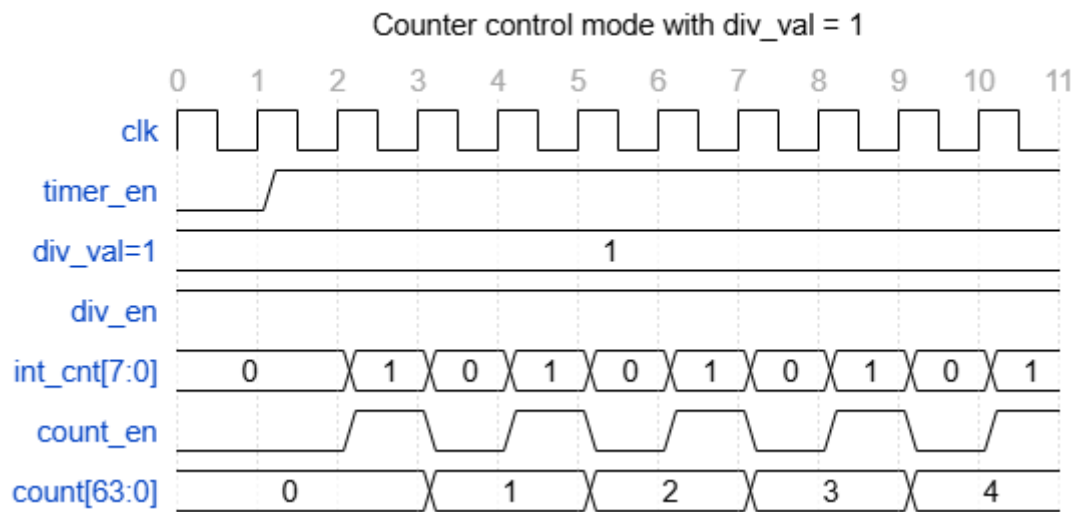 Counter control mode with div_val = 1
0 1 2 3 4 5 6 7 8 9 10 11
clk
timer_en
div_val=1 1
div_en
int_cnt[7:0] 0 1 0 1 0 1 0 1 0 1
count_en
count[63:0] 0 1 2 3 4